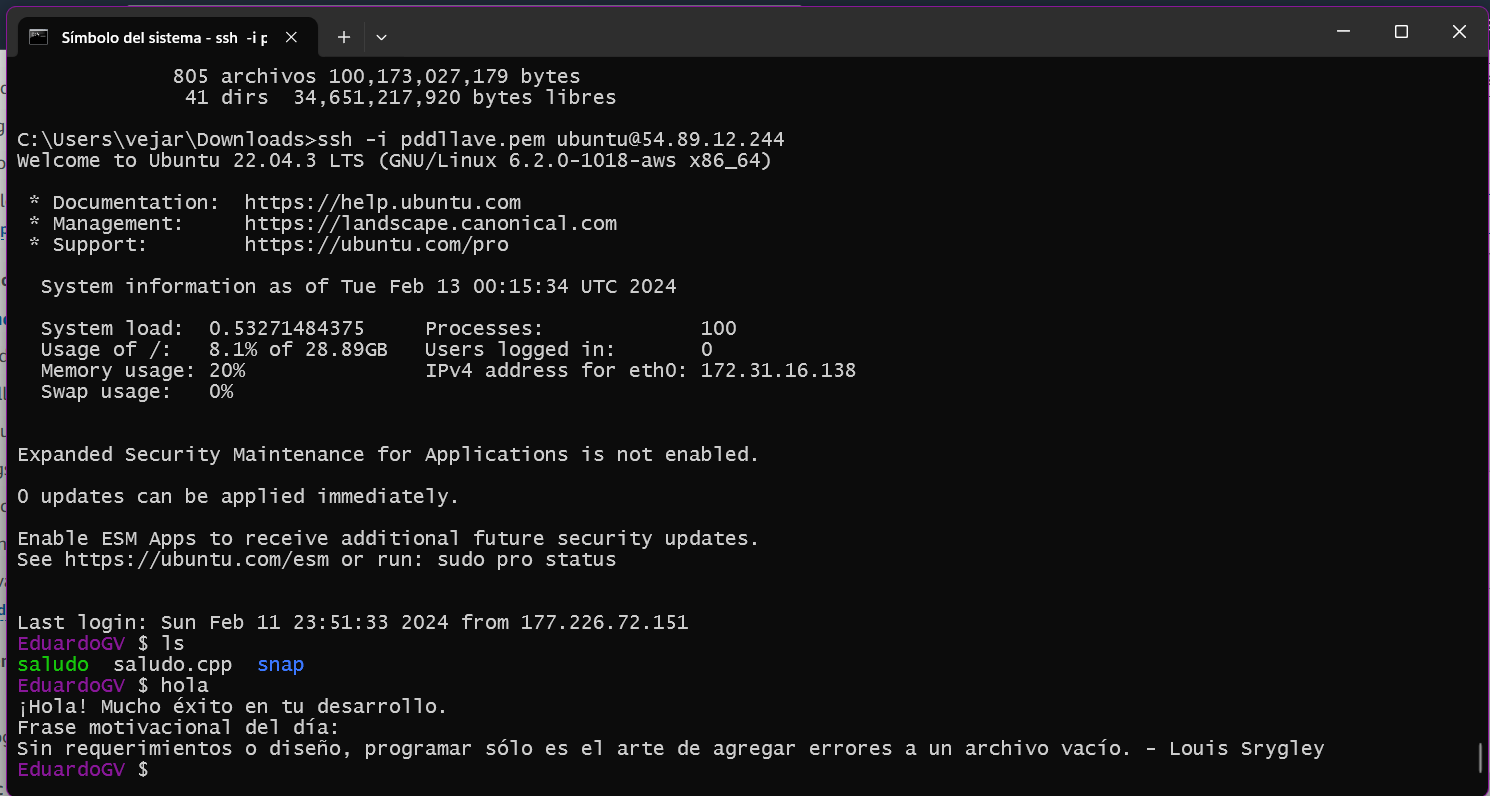 Símbolo del sistema - ssh -i p
805 archivos 100,173,027,179 bytes
41 dirs 34,651,217,920 bytes libres
C:\Users\vejar\Downloads>ssh -i pddllave.pem ubuntu@54.89.12.244
Welcome to Ubuntu 22.04.3 LTS (GNU/Linux 6.2.0-1018-aws x86_64)
* Documentation: https://help.ubuntu.com
* Management: https://landscape.canonical.com
* Support: https://ubuntu.com/pro
System information as of Tue Feb 13 00:15:34 UTC 2024
System load: 0.53271484375 Processes: 100
Usage of /: 8.1% of 28.89GB Users logged in: 0
Memory usage: 20% IPv4 address for eth0: 172.31.16.138
Swap usage: 0%
Expanded Security Maintenance for Applications is not enabled.
0 updates can be applied immediately.
Enable ESM Apps to receive additional future security updates.
See https://ubuntu.com/esm or run: sudo pro status
Last login: Sun Feb 11 23:51:33 2024 from 177.226.72.151
EduardoGV $ ls
saludo saludo.cpp snap
EduardoGV $ hola
¡Hola! Mucho éxito en tu desarrollo.
Frase motivacional del día:
Sin requerimientos o diseño, programar sólo es el arte de agregar errores a un archivo vacío. - Louis Srygley
EduardoGV $